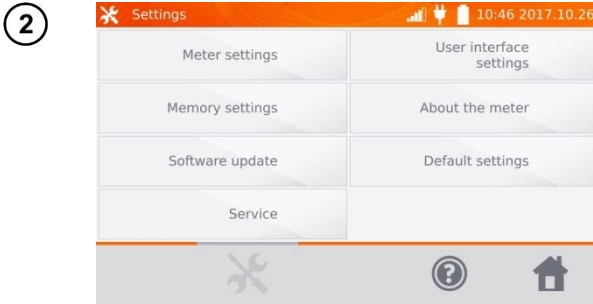 2
Settings
10:46 2017.10.26
Meter settings
User interface
settings
Memory settings
About the meter
Software update
Default settings
Service
?